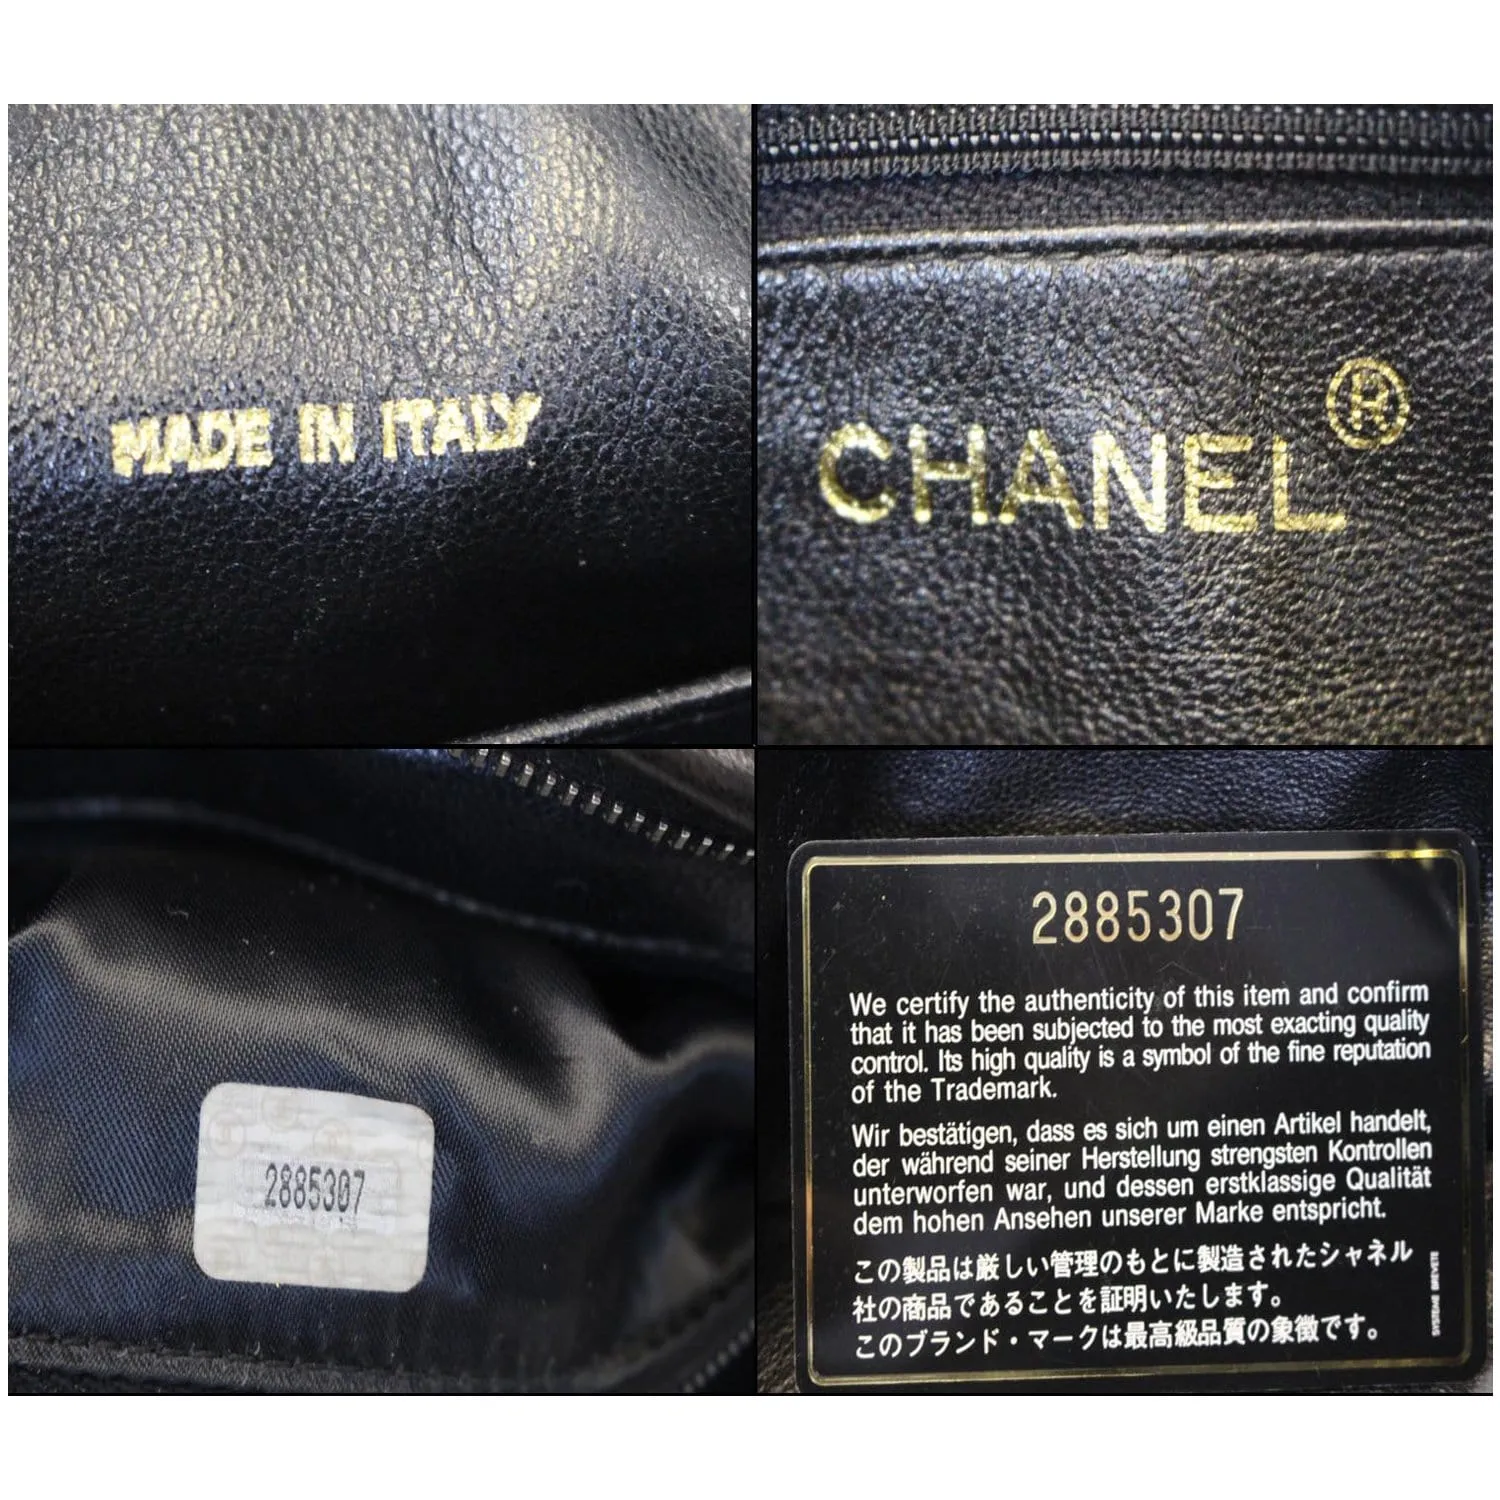 MADE IN ITALY
CHANEL®
2885307
2885307
We certify the authenticity of this item and confirm
that it has been subjected to the most exacting quality
control. Its high quality is a symbol of the fine reputation
of the Trademark.
Wir bestätigen, dass es sich um einen Artikel handelt,
der während seiner Herstellung strengsten Kontrollen
unterworfen war, und dessen erstklassige Qualität
dem hohen Ansehen unserer Marke entspricht.
この製品は厳しい管理のもとに製造されたシャネル
社の商品であることを証明いたします。
このブランド・マークは最高級品質の象徴です。
SYSTEME BREVETE